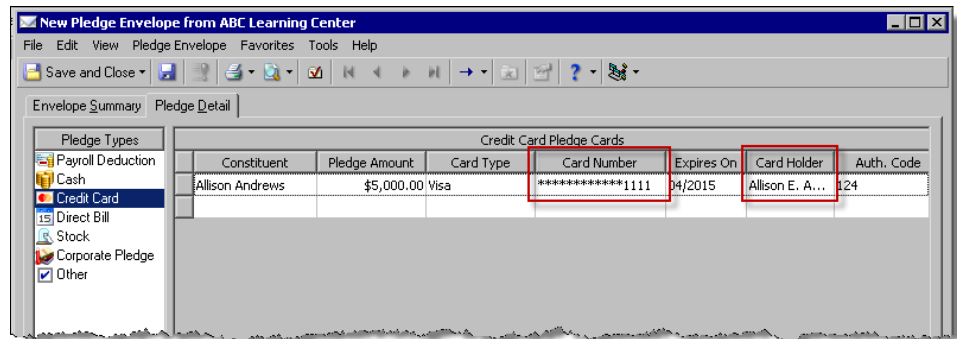 New Pledge Envelope from ABC Learning Center
File Edit View Pledge Envelope Favorites Tools Help
Save and Close
Envelope Summary Pledge Detail
Pledge Types Credit Card Pledge Cards
Payroll Deduction Constituent Pledge Amount Card Type Card Number Expires On Card Holder Auth. Code
Cash Allison Andrews $5,000.00 Visa ************1111 04/2015 Allison E. A... 124
Credit Card
15 Direct Bill
Stock
Corporate Pledge
Other